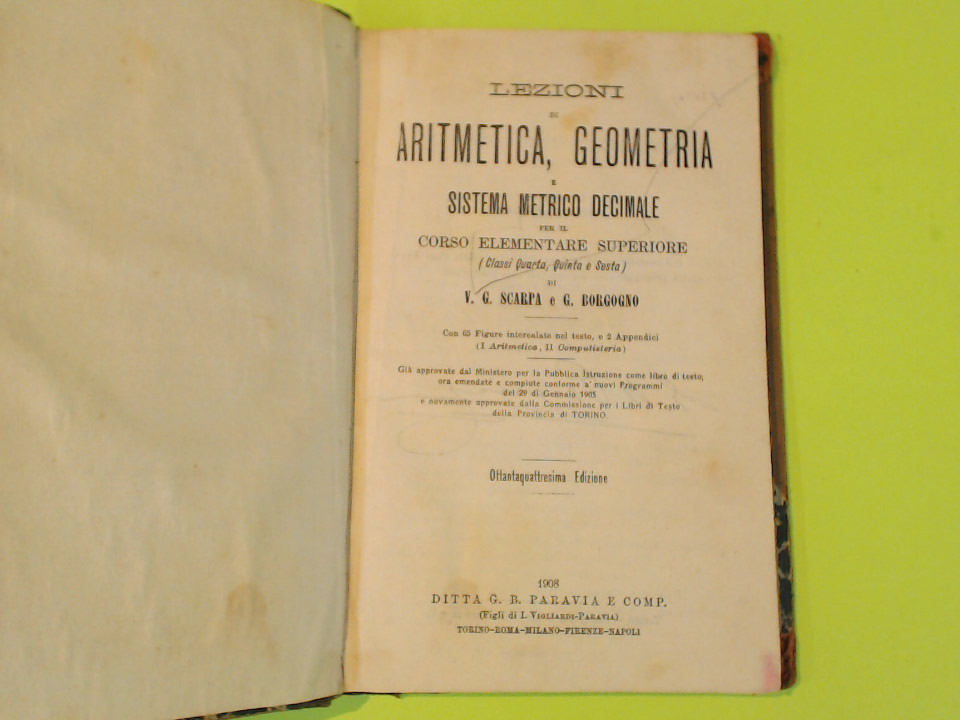 LEZIONI
DI
ARITMETICA, GEOMETRIA
E
SISTEMA METRICO DECIMALE
PER IL
CORSO ELEMENTARE SUPERIORE
(Classi Quarta, Quinta e Sesta)
DI
V. G. SCARPA e G. BORGOGNO
Con 65 Figure intercalate nel testo, e 2 Appendici
(I Aritmetica, II Computisteria)
Già approvate dal Ministero per la Pubblica Istruzione come libro di testo,
ora emendate e compiute conforme a' nuovi Programmi
del 29 di Gennaio 1905
e novamente approvate dalla Commissione per i Libri di Testo
della Provincia di TORINO.
Ottantaquattresima Edizione
1908
DITTA G. B. PARAVIA E COMP.
(Figli di I. VIGLIARDI-PARAVIA)
TORINO-ROMA-MILANO-FIRENZE-NAPOLI